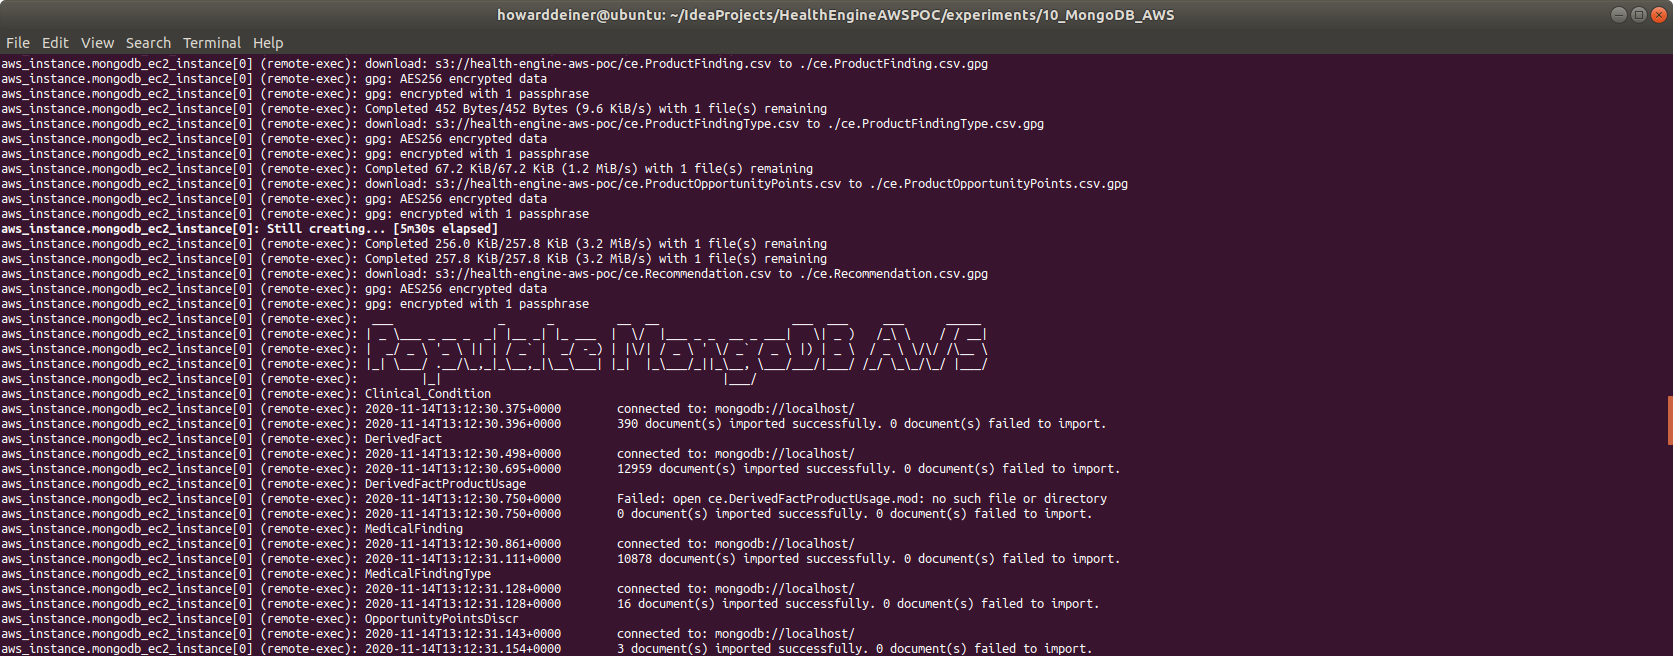 howarddeiner@ubuntu: ~/IdeaProjects/HealthEngineAWSPOC/experiments/10_MongoDB_AWS
File Edit View Search Terminal Help
aws_instance.mongodb_ec2_instance[0] (remote-exec): download: s3://health-engine-aws-poc/ce.ProductFinding.csv to ./ce.ProductFinding.csv.gpg
aws_instance.mongodb_ec2_instance[0] (remote-exec): gpg: AES256 encrypted data
aws_instance.mongodb_ec2_instance[0] (remote-exec): gpg: encrypted with 1 passphrase
aws_instance.mongodb_ec2_instance[0] (remote-exec): Completed 452 Bytes/452 Bytes (9.6 KiB/s) with 1 file(s) remaining
aws_instance.mongodb_ec2_instance[0] (remote-exec): download: s3://health-engine-aws-poc/ce.ProductFindingType.csv to ./ce.ProductFindingType.csv.gpg
aws_instance.mongodb_ec2_instance[0] (remote-exec): gpg: AES256 encrypted data
aws_instance.mongodb_ec2_instance[0] (remote-exec): gpg: encrypted with 1 passphrase
aws_instance.mongodb_ec2_instance[0] (remote-exec): Completed 67.2 KiB/67.2 KiB (1.2 MiB/s) with 1 file(s) remaining
aws_instance.mongodb_ec2_instance[0] (remote-exec): download: s3://health-engine-aws-poc/ce.ProductOpportunityPoints.csv to ./ce.ProductOpportunityPoints.csv.gpg
aws_instance.mongodb_ec2_instance[0] (remote-exec): gpg: AES256 encrypted data
aws_instance.mongodb_ec2_instance[0] (remote-exec): gpg: encrypted with 1 passphrase
aws_instance.mongodb_ec2_instance[0]: Still creating... [5m30s elapsed]
aws_instance.mongodb_ec2_instance[0] (remote-exec): Completed 256.0 KiB/257.8 KiB (3.2 MiB/s) with 1 file(s) remaining
aws_instance.mongodb_ec2_instance[0] (remote-exec): Completed 257.8 KiB/257.8 KiB (3.2 MiB/s) with 1 file(s) remaining
aws_instance.mongodb_ec2_instance[0] (remote-exec): download: s3://health-engine-aws-poc/ce.Recommendation.csv to ./ce.Recommendation.csv.gpg
aws_instance.mongodb_ec2_instance[0] (remote-exec): gpg: AES256 encrypted data
aws_instance.mongodb_ec2_instance[0] (remote-exec): gpg: encrypted with 1 passphrase
aws_instance.mongodb_ec2_instance[0] (remote-exec):
aws_instance.mongodb_ec2_instance[0] (remote-exec):
aws_instance.mongodb_ec2_instance[0] (remote-exec): Populate MongoDB AWS
aws_instance.mongodb_ec2_instance[0] (remote-exec):
aws_instance.mongodb_ec2_instance[0] (remote-exec):
aws_instance.mongodb_ec2_instance[0] (remote-exec): Clinical_Condition
aws_instance.mongodb_ec2_instance[0] (remote-exec): 2020-11-14T13:12:30.375+0000 connected to: mongodb://localhost/
aws_instance.mongodb_ec2_instance[0] (remote-exec): 2020-11-14T13:12:30.396+0000 390 document(s) imported successfully. 0 document(s) failed to import.
aws_instance.mongodb_ec2_instance[0] (remote-exec): DerivedFact
aws_instance.mongodb_ec2_instance[0] (remote-exec): 2020-11-14T13:12:30.498+0000 connected to: mongodb://localhost/
aws_instance.mongodb_ec2_instance[0] (remote-exec): 2020-11-14T13:12:30.695+0000 12959 document(s) imported successfully. 0 document(s) failed to import.
aws_instance.mongodb_ec2_instance[0] (remote-exec): DerivedFactProductUsage
aws_instance.mongodb_ec2_instance[0] (remote-exec): 2020-11-14T13:12:30.750+0000 Failed: open ce.DerivedFactProductUsage.mod: no such file or directory
aws_instance.mongodb_ec2_instance[0] (remote-exec): 2020-11-14T13:12:30.750+0000 0 document(s) imported successfully. 0 document(s) failed to import.
aws_instance.mongodb_ec2_instance[0] (remote-exec): MedicalFinding
aws_instance.mongodb_ec2_instance[0] (remote-exec): 2020-11-14T13:12:30.861+0000 connected to: mongodb://localhost/
aws_instance.mongodb_ec2_instance[0] (remote-exec): 2020-11-14T13:12:31.111+0000 10878 document(s) imported successfully. 0 document(s) failed to import.
aws_instance.mongodb_ec2_instance[0] (remote-exec): MedicalFindingType
aws_instance.mongodb_ec2_instance[0] (remote-exec): 2020-11-14T13:12:31.128+0000 connected to: mongodb://localhost/
aws_instance.mongodb_ec2_instance[0] (remote-exec): 2020-11-14T13:12:31.128+0000 16 document(s) imported successfully. 0 document(s) failed to import.
aws_instance.mongodb_ec2_instance[0] (remote-exec): OpportunityPointsDiscr
aws_instance.mongodb_ec2_instance[0] (remote-exec): 2020-11-14T13:12:31.143+0000 connected to: mongodb://localhost/
aws_instance.mongodb_ec2_instance[0] (remote-exec): 2020-11-14T13:12:31.154+0000 3 document(s) imported successfully. 0 document(s) failed to import.